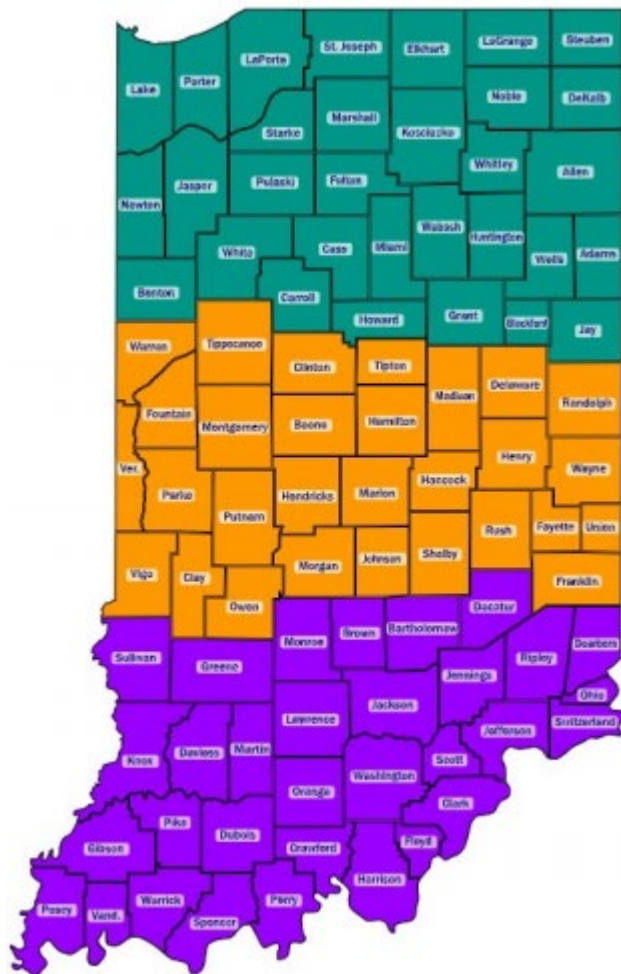 St. Joseph
Elkhart
LaGrange
Steuben
LaPorte
Porter
Lake
Noble
DeKalb
Marshall
Kosciusko
Starke
Whitley
Allen
Pulaski
Fulton
Jasper
Newton
Wabash
Huntington
Miami
Cass
White
Wells
Adams
Benton
Carroll
Howard
Grant
Blackford
Jay
Warren
Tippecanoe
Clinton
Tipton
Madison
Delaware
Randolph
Fountain
Montgomery
Boone
Hamilton
Henry
Wayne
Ver.
Parke
Hendricks
Marion
Hancock
Putnam
Rush
Fayette
Union
Vigo
Clay
Morgan
Johnson
Shelby
Franklin
Owen
Decatur
Monroe
Brown
Bartholomew
Dearborn
Sullivan
Greene
Jennings
Ripley
Ohio
Lawrence
Jackson
Jefferson
Switzerland
Knox
Daviess
Martin
Scott
Washington
Orange
Clark
Pike
Dubois
Gibson
Crawford
Floyd
Harrison
Posey
Vand.
Warrick
Spencer
Perry